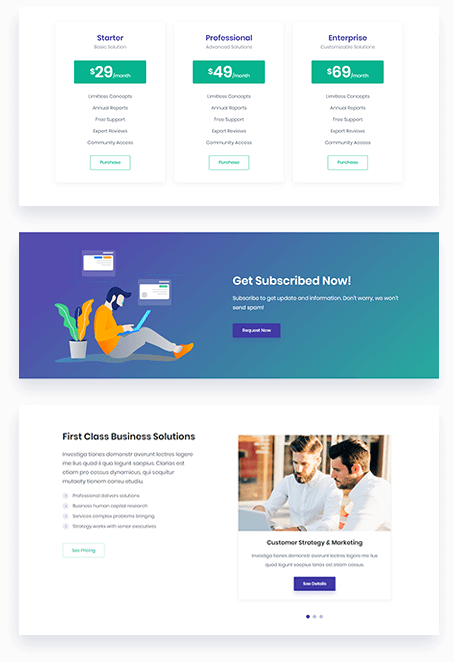 Starter
Basic Solution
$29/month
Limitless Concepts
Annual Reports
Free Support
Expert Reviews
Community Access
Purchase
Professional
Advanced Solutions
$49/month
Limitless Concepts
Annual Reports
Free Support
Expert Reviews
Community Access
Purchase
Enterprise
Customizable Solutions
$69/month
Limitless Concepts
Annual Reports
Free Support
Expert Reviews
Community Access
Purchase
Get Subscribed Now!
Subscribe to get update and information. Don't worry, we won't
send spam!
Request Now
First Class Business Solutions
Investiga tiones demonstr averunt lectres legere
me lius quod ii qua legunt saepius. Clarias est
etiam pro cessus dynamicus, qui sequitur
mutaety tionem consu etudiu.
Professional delivers solutions
Business human capital research
Services complex problems bringing
Strategy works with senior executives
See Pricing
Customer Strategy & Marketing
Investiga tiones demonstr averunt lectres legere me lius
quod legunt saepius lanias est etiam cessus.
See Details